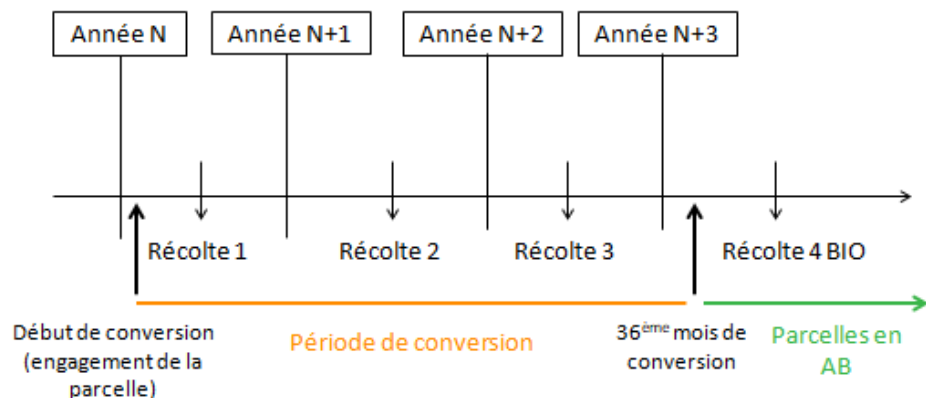 Année N
Année N+1
Année N+2
Année N+3
Récolte 1
Récolte 2
Récolte 3
Récolte 4 BIO
Début de conversion
(engagement de la
parcelle)
Période de conversion
36ème mois de
conversion
Parcelles en
AB